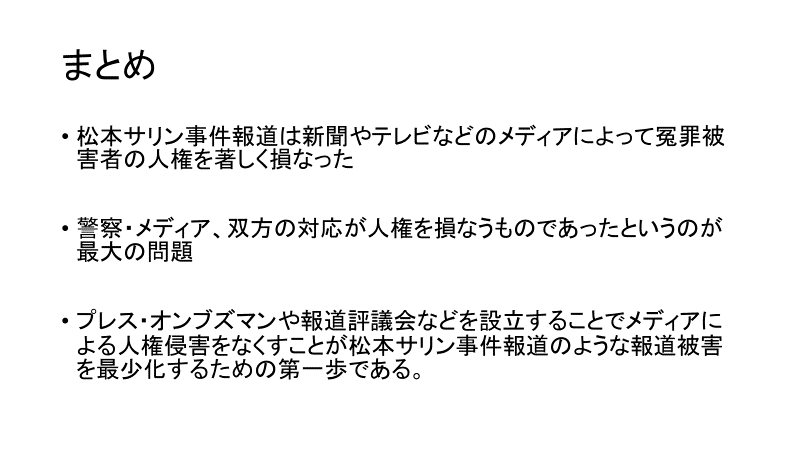 まとめ
• 松本サリン事件報道は新聞やテレビなどのメディアによって冤罪被
害者の人権を著しく損なった
• 警察・メディア、双方の対応が人権を損なうものであったというのが
最大の問題
• プレス・オンブズマンや報道評議会などを設立することでメディアに
よる人権侵害をなくすことが松本サリン事件報道のような報道被害
を最少化するための第一歩である。